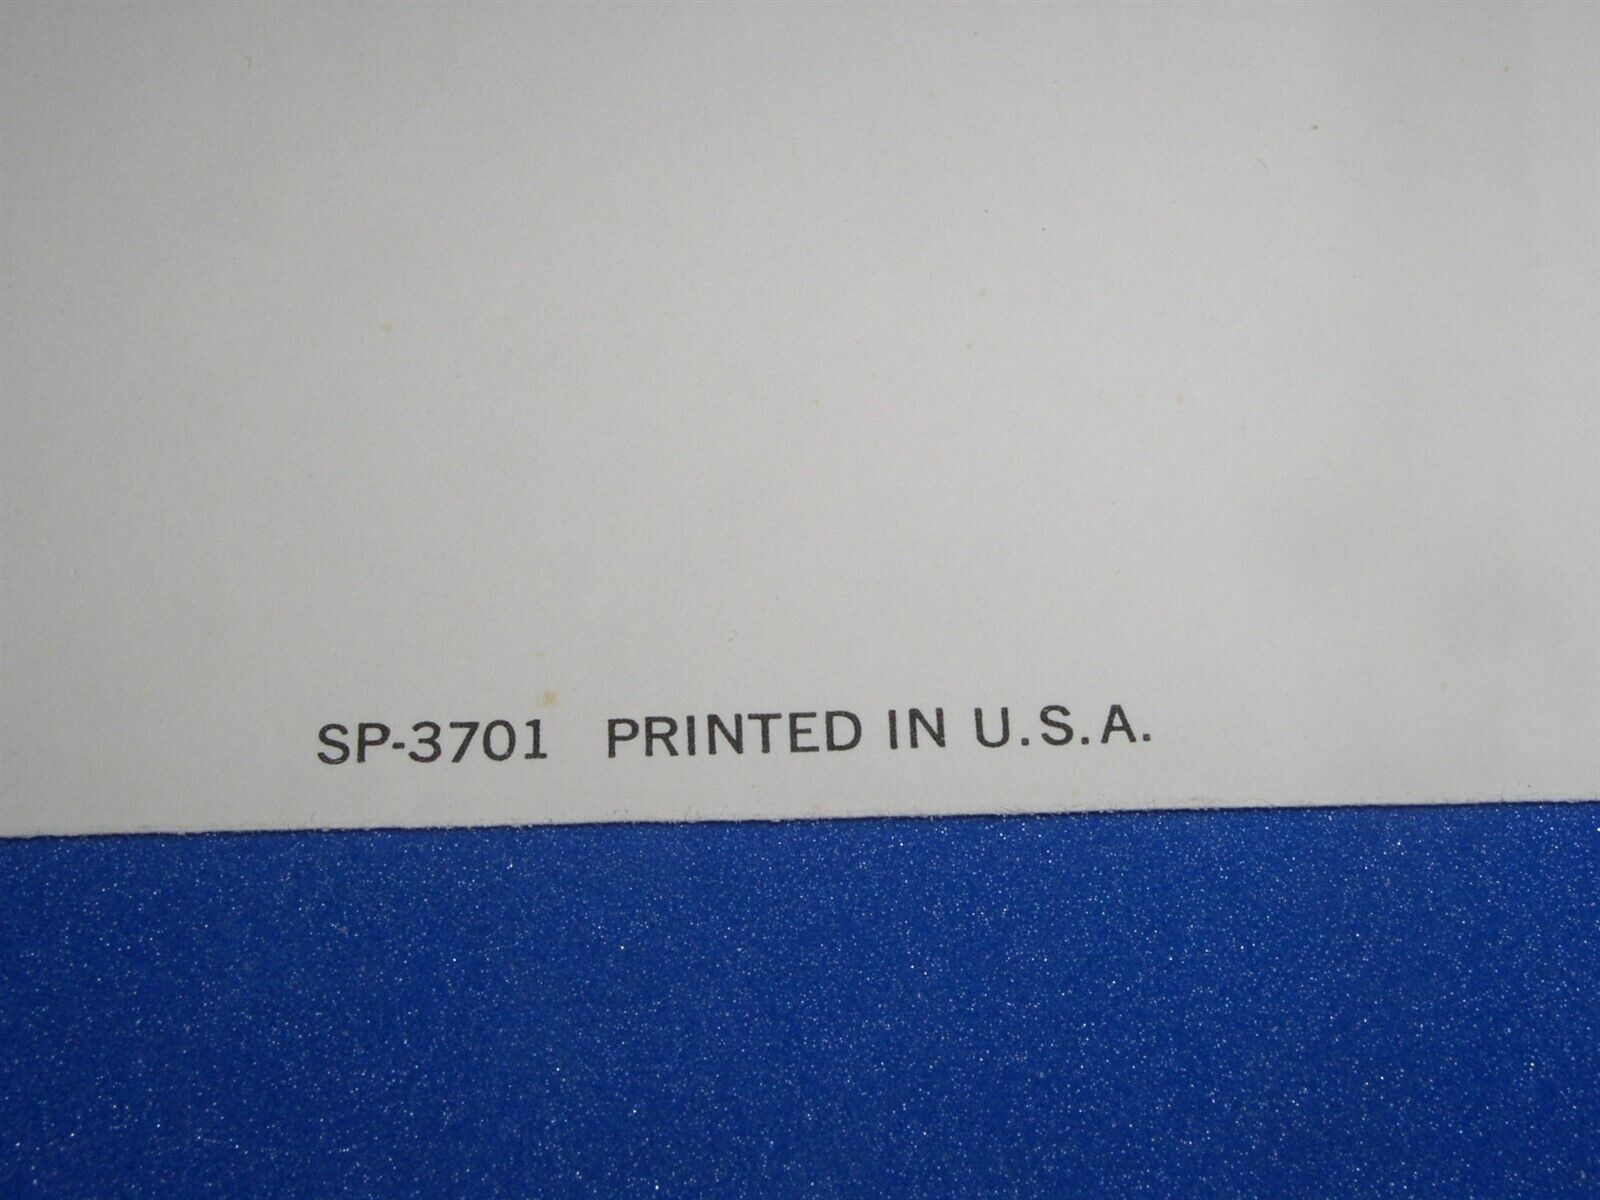 SP-3701 PRINTED IN U.S.A.